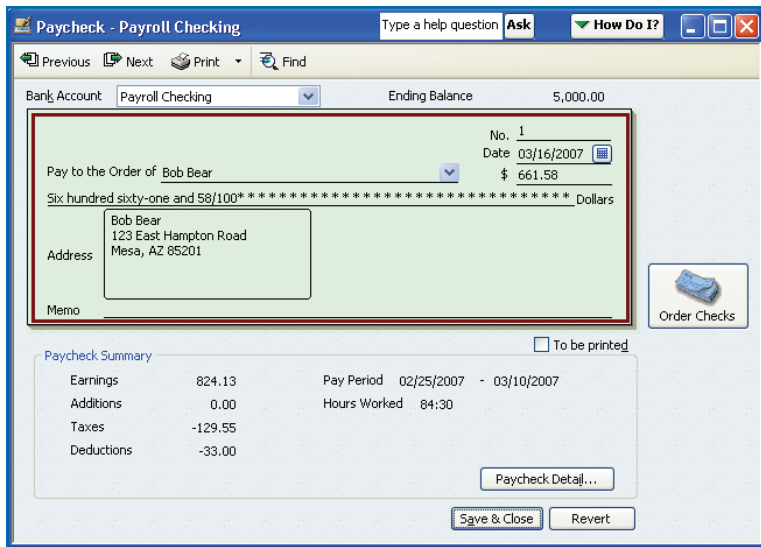 Paycheck - Payroll Checking Type a help question Ask How Do I?
Previous Next Print Find
Bank Account Payroll Checking Ending Balance 5,000.00
No. 1
Date 03/16/2007
Pay to the Order of Bob Bear $ 661.58
Six hundred sixty-one and 58/100* * * * * * * * * * * * * * * * * * * * * * * * * * * * * * * * Dollars
Bob Bear
123 East Hampton Road
Address Mesa, AZ 85201
Memo
Order Checks
To be printed
Paycheck Summary
Earnings 824.13 Pay Period 02/25/2007 - 03/10/2007
Additions 0.00 Hours Worked 84:30
Taxes -129.55
Deductions -33.00
Paycheck Detail...
Save & Close Revert